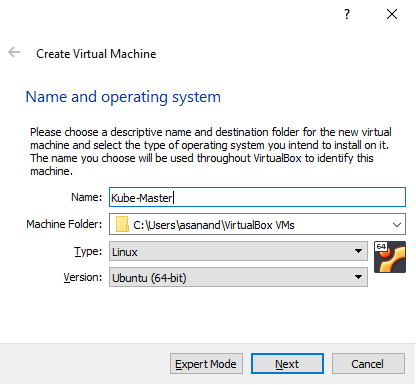 ?
Create Virtual Machine
Name and operating system
Please choose a descriptive name and destination folder for the new virtual
machine and select the type of operating system you intend to install on it.
The name you choose will be used throughout VirtualBox to identify this
machine.
Name: Kube-Master
Machine Folder: C:\Users\asanand\VirtualBox VMs
Type: Linux
64
Version: Ubuntu (64-bit)
Expert Mode Next Cancel